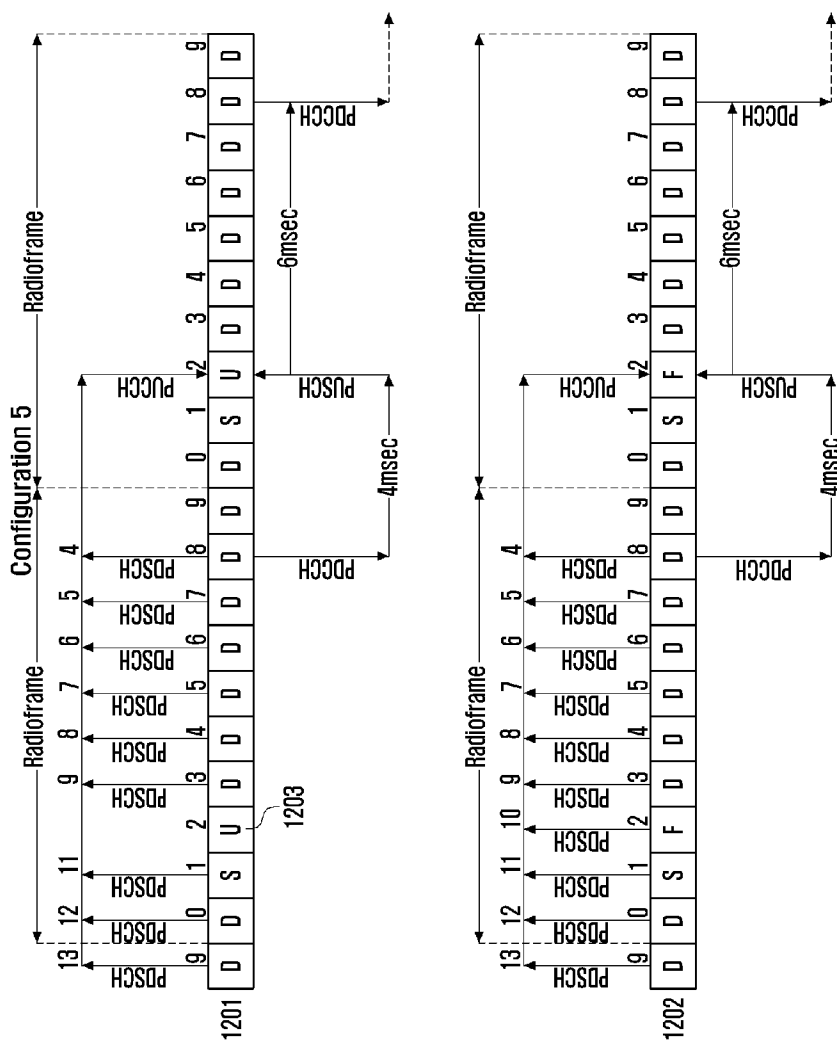 Configuration 5
Radioframe Radioframe
13 12 11 9 8 7 6 5 4
PDSCH PDSCH PDSCH PDSCH PDSCH PDSCH PDSCH PDSCH PDSCH PUCCH
9 0 1 2 3 4 5 6 7 8 9 0 1 2 3 4 5 6 7 8 9
1201 D D S U D D D D D D D D S U D D D D D D D
1203
PDCCH PUSCH 6msec PDCCH
4msec
Radioframe Radioframe
13 12 11 10 9 8 7 6 5 4
PDSCH PDSCH PDSCH PDSCH PDSCH PDSCH PDSCH PDSCH PDSCH PDSCH PUCCH
9 0 1 2 3 4 5 6 7 8 9 0 1 2 3 4 5 6 7 8 9
1202 D D S F D D D D D D D D S F D D D D D D D
PDCCH PUSCH 6msec PDCCH
4msec